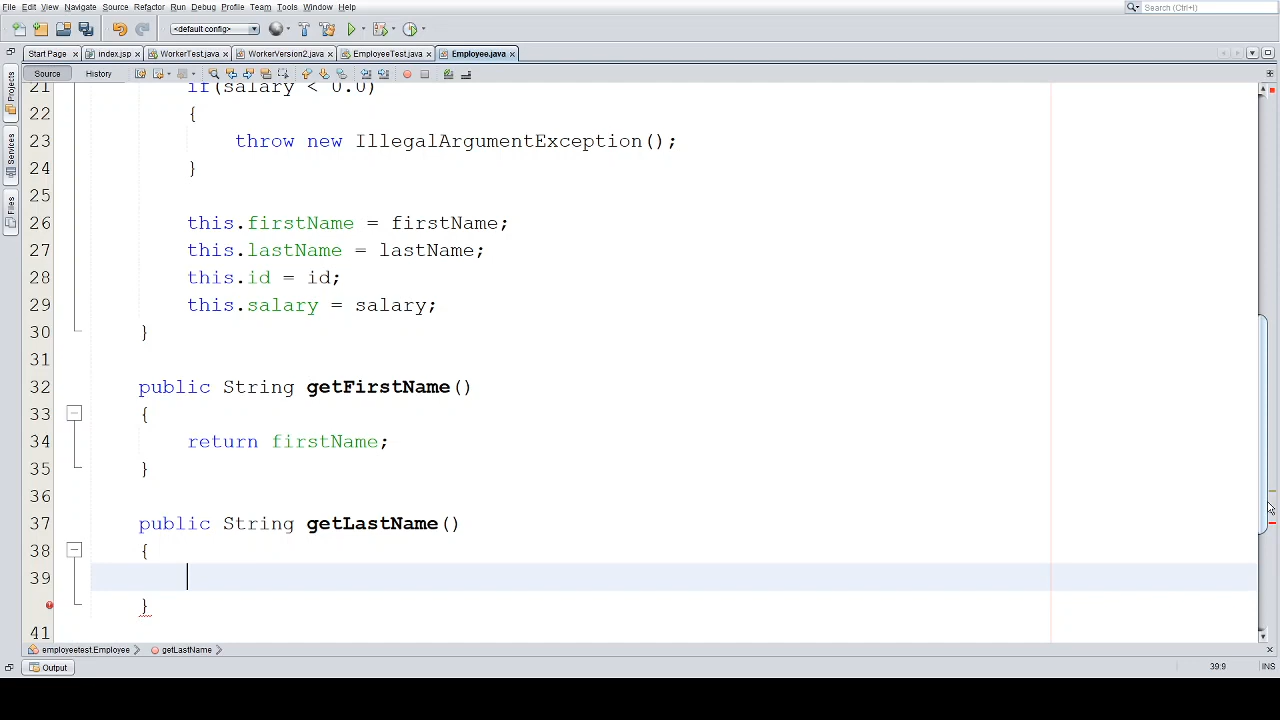 File Edit View Navigate Source Refactor Run Debug Profile Team Tools Window Help
Search (Ctrl+I)
<default config>
Start Page index.jsp WorkerTest.java WorkerVersion2.java EmployeeTest.java Employee.java
Source History
Projects
Services
Files
21 if(salary < 0.0)
22 {
23 throw new IllegalArgumentException();
24 }
25
26 this.firstName = firstName;
27 this.lastName = lastName;
28 this.id = id;
29 this.salary = salary;
30 }
31
32 public String getFirstName()
33 {
34 return firstName;
35 }
36
37 public String getLastName()
38 {
39
}
41
employeetest.Employee getLastName
Output
39:9 INS